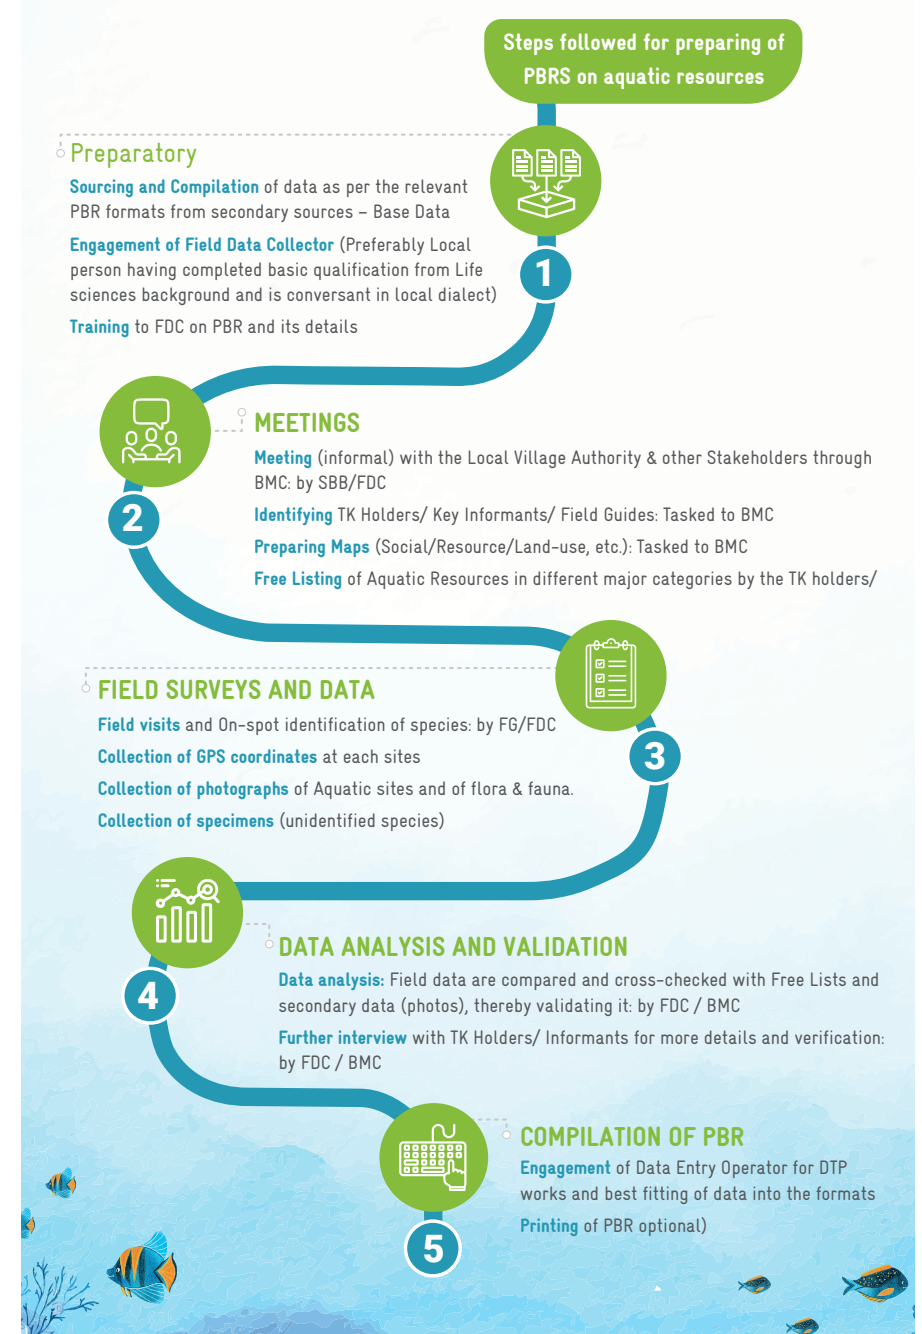 Steps followed for preparing of
PBRS on aquatic resources
Preparatory
Sourcing and Compilation of data as per the relevant
PBR formats from secondary sources – Base Data
Engagement of Field Data Collector (Preferably Local
person having completed basic qualification from Life
sciences background and is conversant in local dialect)
Training to FDC on PBR and its details
1
MEETINGS
Meeting (informal) with the Local Village Authority & other Stakeholders through
BMC: by SBB/FDC
Identifying TK Holders/ Key Informants/ Field Guides: Tasked to BMC
Preparing Maps (Social/Resource/Land-use, etc.): Tasked to BMC
Free Listing of Aquatic Resources in different major categories by the TK holders/
2
FIELD SURVEYS AND DATA
Field visits and On-spot identification of species: by FG/FDC
Collection of GPS coordinates at each sites
Collection of photographs of Aquatic sites and of flora & fauna.
Collection of specimens (unidentified species)
3
DATA ANALYSIS AND VALIDATION
Data analysis: Field data are compared and cross-checked with Free Lists and
secondary data (photos), thereby validating it: by FDC / BMC
Further interview with TK Holders/ Informants for more details and verification:
by FDC / BMC
4
COMPILATION OF PBR
Engagement of Data Entry Operator for DTP
works and best fitting of data into the formats
Printing of PBR optional)
5